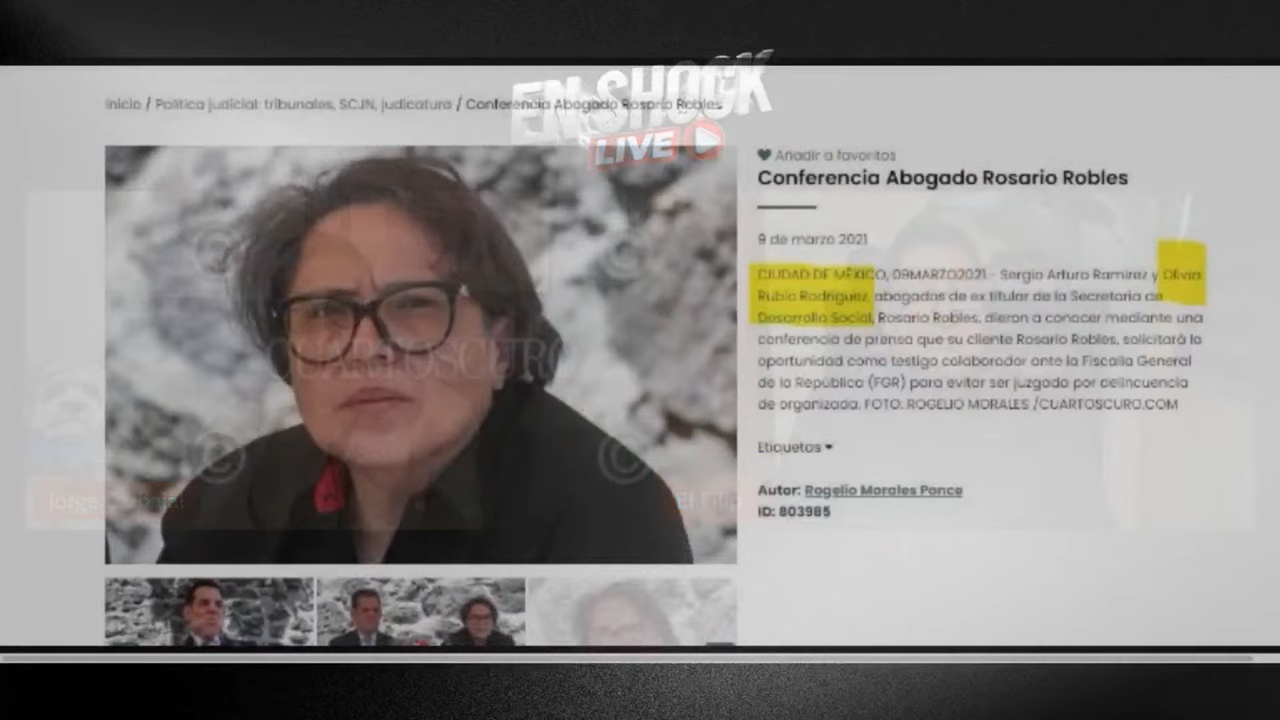 EN SHOCK
LIVE
Inicio / Política judicial: tribunales, SCJN, judicatura / Conferencia Abogado Rosario Robles
Añadir a favoritos
Conferencia Abogado Rosario Robles
9 de marzo 2021
CIUDAD DE MÉXICO, 09MARZO2021.- Sergio Arturo Ramírez y Olivia
Rubio Rodríguez, abogados de ex titular de la Secretaria de
Desarrollo Social, Rosario Robles, dieron a conocer mediante una
conferencia de prensa que su cliente Rosario Robles, solicitará la
oportunidad como testigo colaborador ante la Fiscalía General
de la República (FGR) para evitar ser juzgada por delincuencia
de organizada. FOTO: ROGELIO MORALES /CUARTOSCURO.COM
CUARTOSCURO
Etiquetas
Autor: Rogelio Morales Ponce
ID: 803985
Jorge